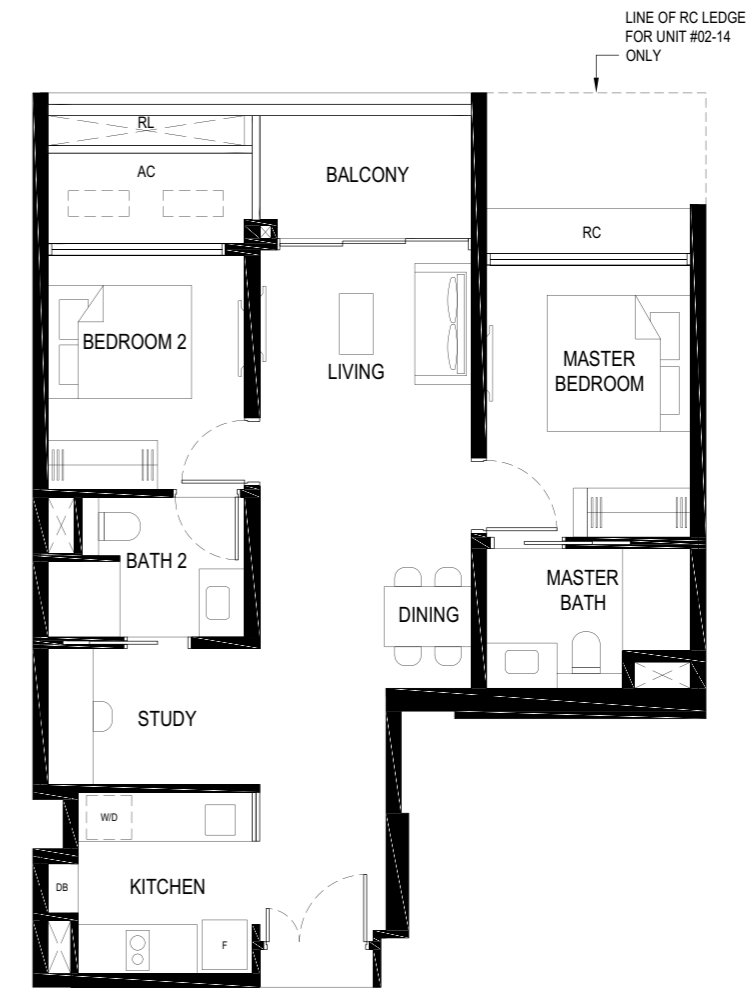 LINE OF RC LEDGE
FOR UNIT #02-14
ONLY
RL
AC
BALCONY
RC
BEDROOM 2
LIVING
MASTER
BEDROOM
BATH 2
MASTER
BATH
DINING
STUDY
W/D
KITCHEN
DB
F